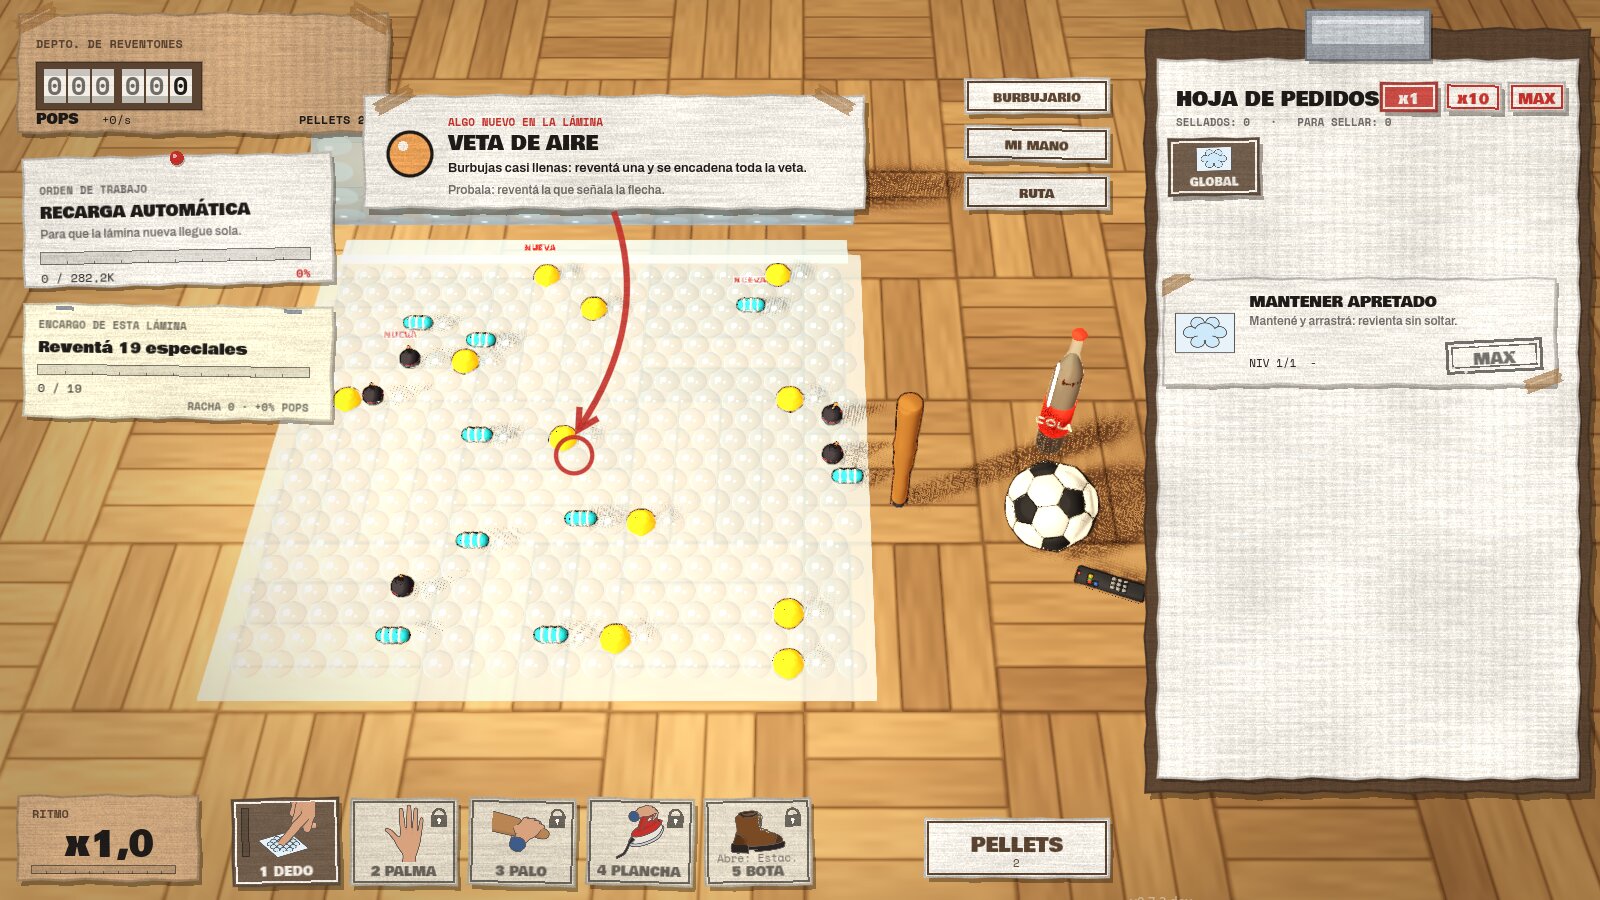 DEPTO. DE REVENTONES
000 000
POPS +0/s
PELLETS 2
ORDEN DE TRABAJO
RECARGA AUTOMÁTICA
Para que la lámina nueva llegue sola.
0 / 282,2K
0%
ENCARGO DE ESTA LÁMINA
Reventá 19 especiales
0 / 19
RACHA 0 · +0% POPS
ALGO NUEVO EN LA LÁMINA
VETA DE AIRE
Burbujas casi llenas: reventá una y se encadena toda la veta.
Probala: reventá la que señala la flecha.
NUEVA
NUEVA
NUEVA
BURBUJARIO
MI MANO
RUTA
COLA
HOJA DE PEDIDOS
x1
x10
MAX
SELLADOS: 0 · PARA SELLAR: 0
GLOBAL
MANTENER APRETADO
Mantené y arrastrá: revienta sin soltar.
NIV 1/1 -
MAX
RITMO
x1,0
1 DEDO
2 PALMA
3 PALO
4 PLANCHA
Abre: Estac.
5 BOTA
PELLETS
2